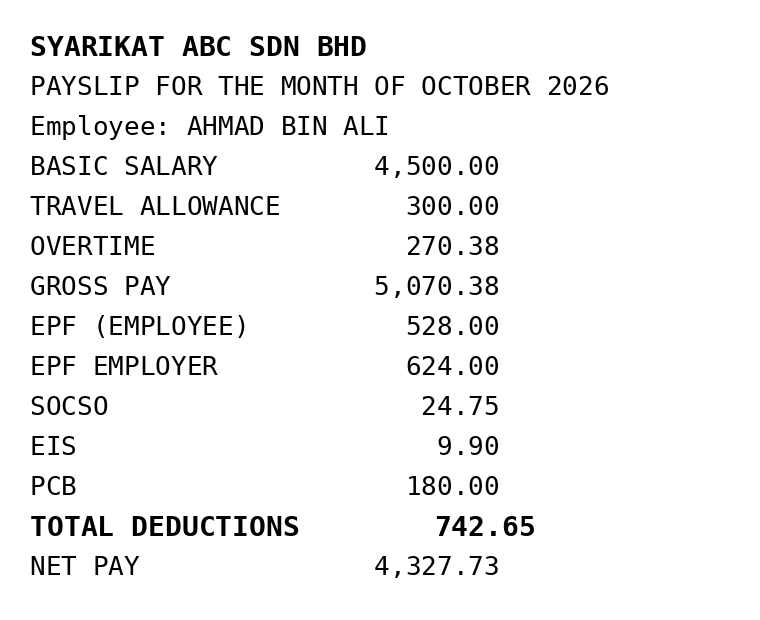 SYARIKAT ABC SDN BHD
PAYSLIP FOR THE MONTH OF OCTOBER 2026
Employee: AHMAD BIN ALI
BASIC SALARY 4,500.00
TRAVEL ALLOWANCE 300.00
OVERTIME 270.38
GROSS PAY 5,070.38
EPF (EMPLOYEE) 528.00
EPF EMPLOYER 624.00
SOCSO 24.75
EIS 9.90
PCB 180.00
TOTAL DEDUCTIONS 742.65
NET PAY 4,327.73